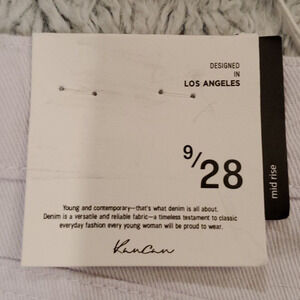 DESIGNED
IN
LOS ANGELES
9/28
mid rise
Young and contemporary—that's what denim is all about.
Denim is a versatile and reliable fabric—a timeless testament to classic
everyday fashion every young woman will be proud to wear.
KanCan